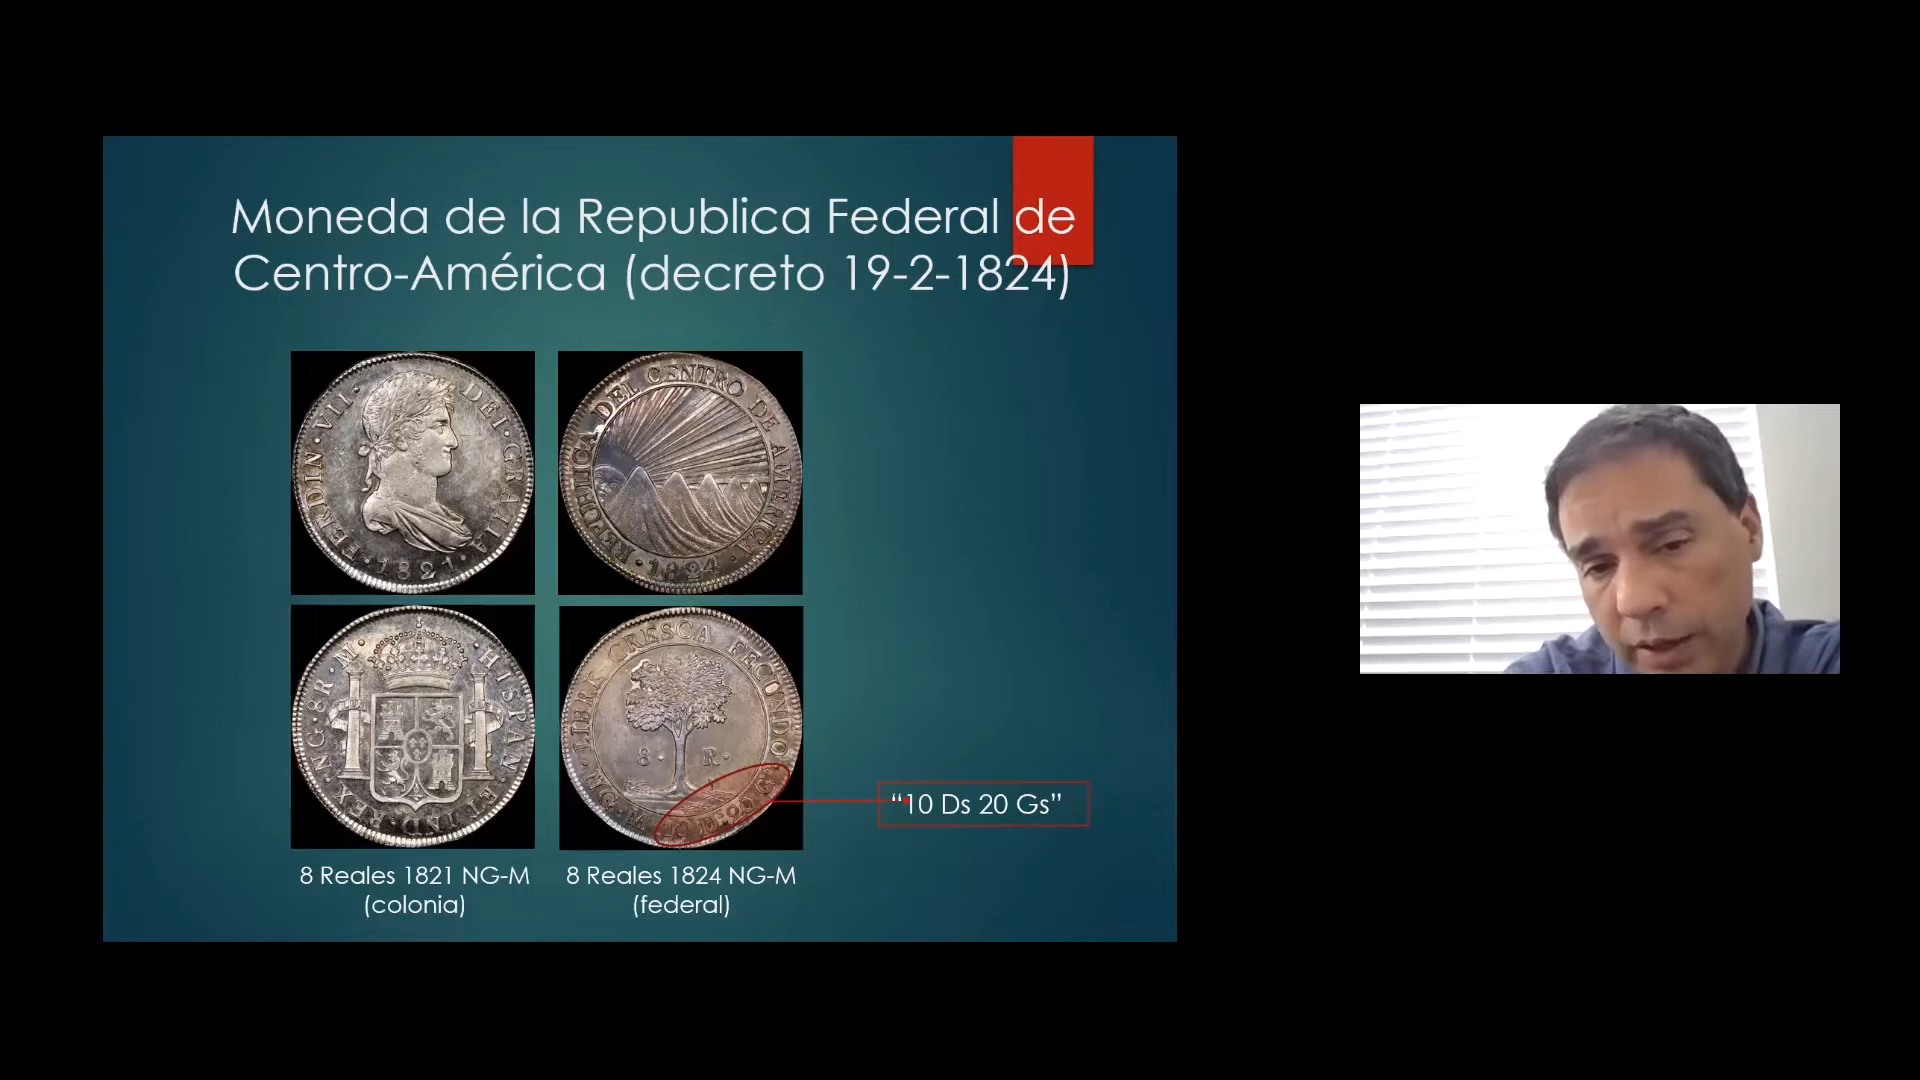 Moneda de la Republica Federal de
Centro-América (decreto 19-2-1824)
FERDIN·VII· DEI·GRATIA·
·1821·
REPUBLICA DEL CENTRO DE AMERICA·
·1824·
·HISPAN·ET IND·REX·NG·8R·M·
LIBRE CRESCA FECUNDO·
8· R·
"10 Ds 20 Gs"
8 Reales 1821 NG-M
(colonia)
8 Reales 1824 NG-M
(federal)